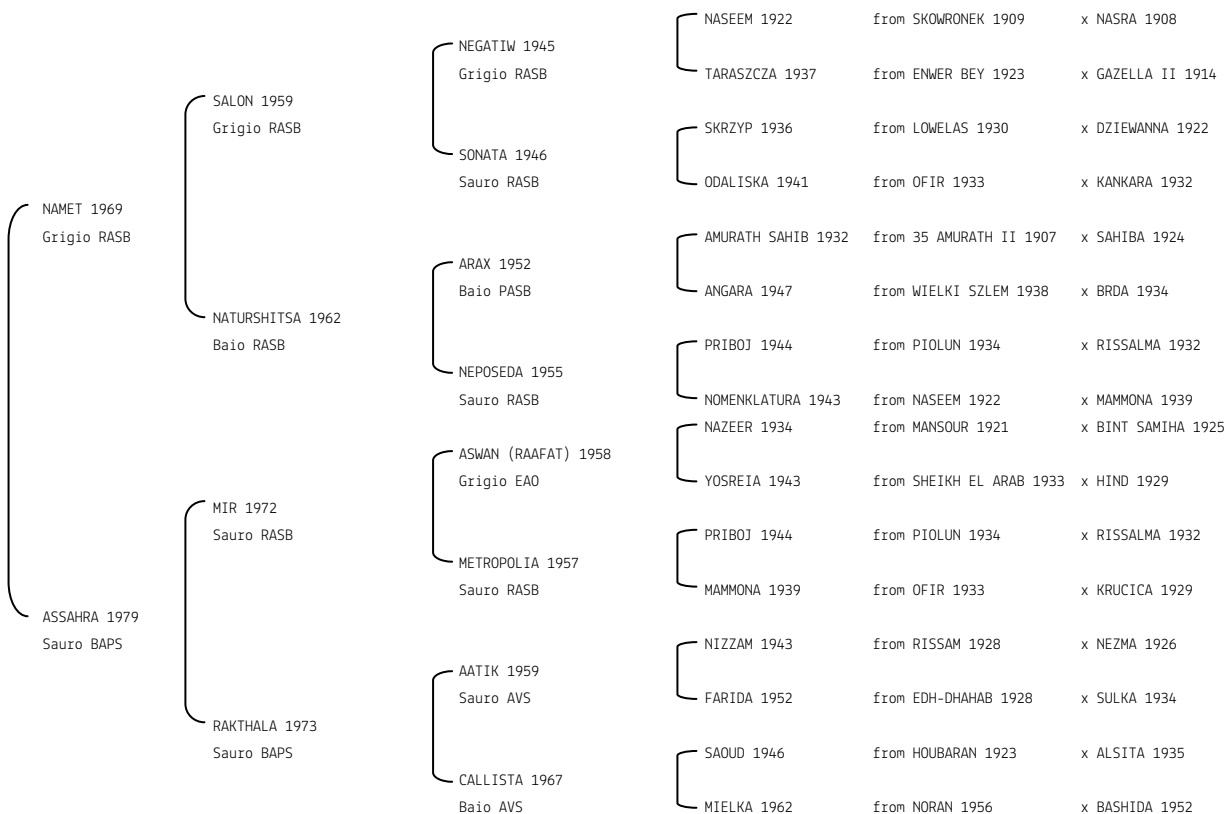 NASEEM 1922 from SKOWRONEK 1909 x NASRA 1908
NEGATIW 1945
Grigio RASB
TARASZCZA 1937 from ENWER BEY 1923 x GAZELLA II 1914
SALON 1959
Grigio RASB
SKRZYP 1936 from LOWELAS 1930 x DZIEWANNA 1922
SONATA 1946
Sauro RASB
ODALISKA 1941 from OFIR 1933 x KANKARA 1932
NAMET 1969
Grigio RASB
AMURATH SAHIB 1932 from 35 AMURATH II 1907 x SAHIBA 1924
ARAX 1952
Baio PASB
ANGARA 1947 from WIELKI SZLEM 1938 x BRDA 1934
NATURSHITSA 1962
Baio RASB
PRIBOJ 1944 from PIOLUN 1934 x RISSALMA 1932
NEPOSEDA 1955
Sauro RASB
NOMENKLATURA 1943 from NASEEM 1922 x MAMMONA 1939
NAZEER 1934 from MANSOUR 1921 x BINT SAMIHA 1925
ASWAN (RAAFAT) 1958
Grigio EAO
YOSREIA 1943 from SHEIKH EL ARAB 1933 x HIND 1929
MIR 1972
Sauro RASB
PRIBOJ 1944 from PIOLUN 1934 x RISSALMA 1932
METROPOLIA 1957
Sauro RASB
MAMMONA 1939 from OFIR 1933 x KRUCICA 1929
ASSAHRA 1979
Sauro BAPS
NIZZAM 1943 from RISSAM 1928 x NEZMA 1926
AATIK 1959
Sauro AVS
FARIDA 1952 from EDH-DHAHAB 1928 x SULKA 1934
RAKTHALA 1973
Sauro BAPS
SAOUD 1946 from HOUBARAN 1923 x ALSITA 1935
CALLISTA 1967
Baio AVS
MIELKA 1962 from NORAN 1956 x BASHIDA 1952